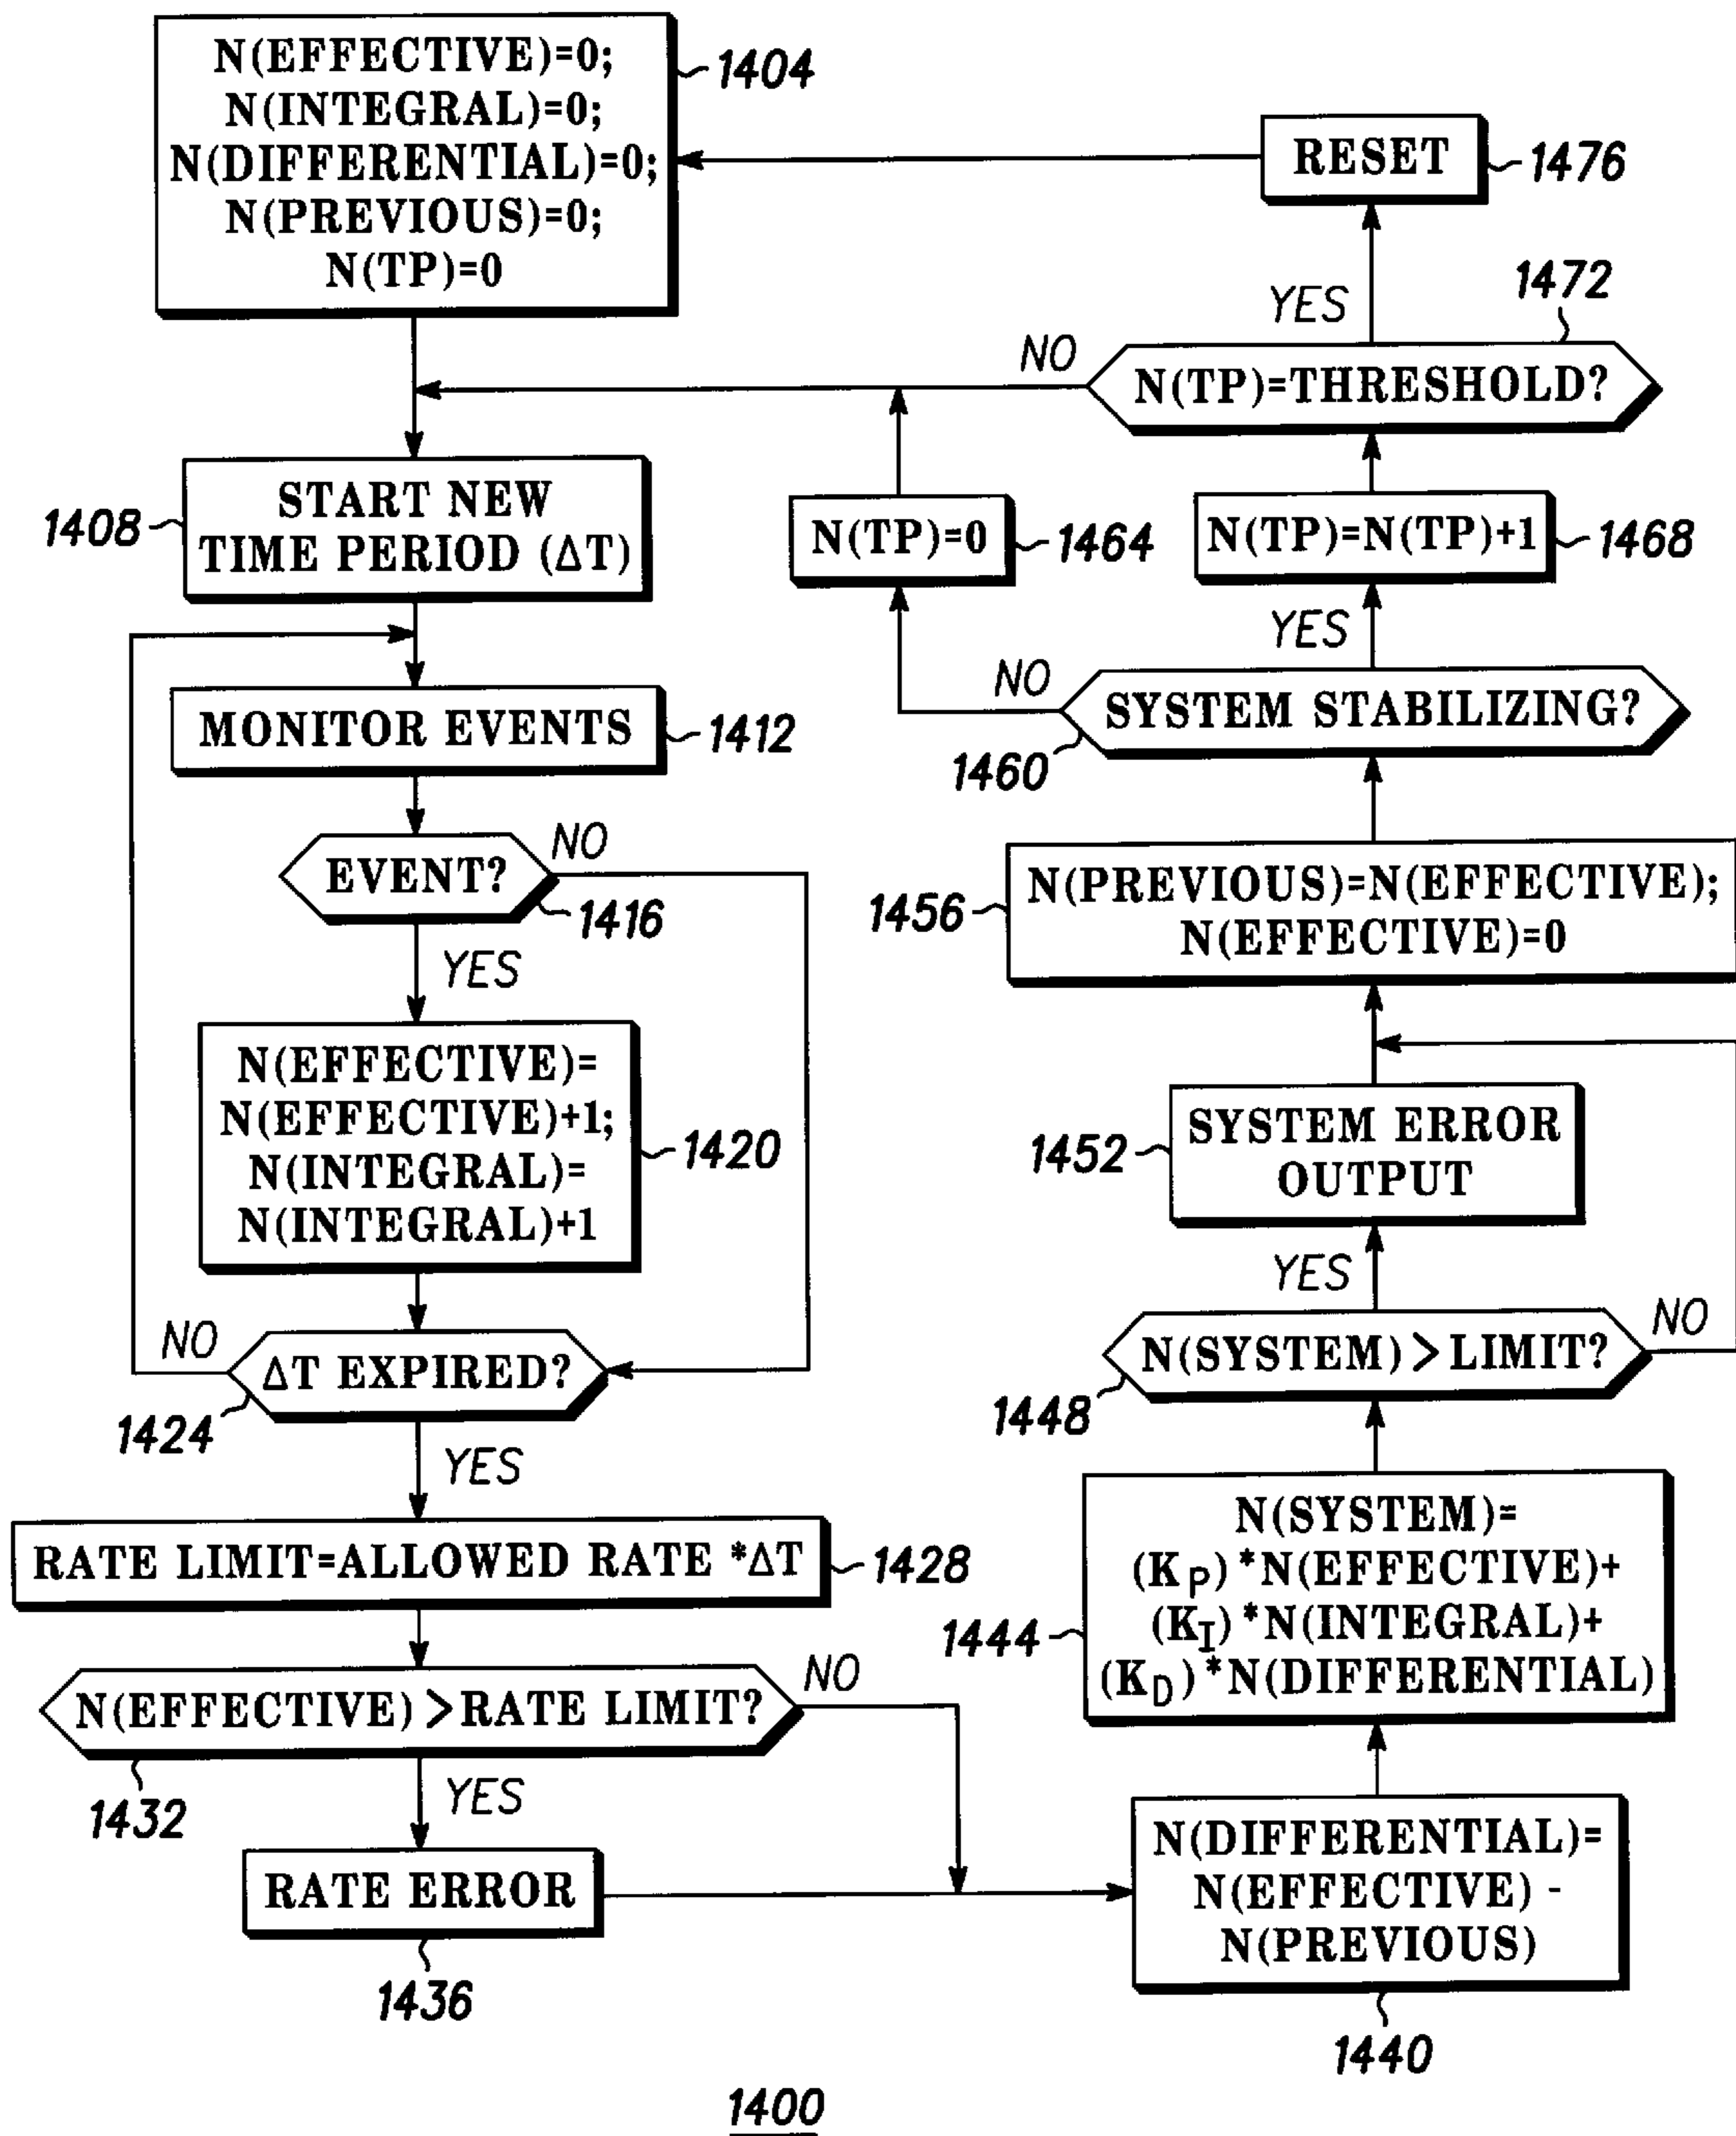 N(EFFECTIVE)=0;
N(INTEGRAL)=0;
N(DIFFERENTIAL)=0;
N(PREVIOUS)=0;
N(TP)=0
1404
START NEW
TIME PERIOD (ΔT)
1408
MONITOR EVENTS
1412
EVENT?
NO
1416
YES
N(EFFECTIVE)=
N(EFFECTIVE)+1;
N(INTEGRAL)=
N(INTEGRAL)+1
1420
NO
ΔT EXPIRED?
1424
YES
RATE LIMIT=ALLOWED RATE *ΔT
1428
N(EFFECTIVE) >RATE LIMIT?
NO
1432
YES
RATE ERROR
1436
N(DIFFERENTIAL)=
N(EFFECTIVE) -
N(PREVIOUS)
1440
N(SYSTEM)=
(KP) *N(EFFECTIVE)+
(KI) *N(INTEGRAL)+
(KD) *N(DIFFERENTIAL)
1444
N(SYSTEM) > LIMIT?
NO
1448
YES
SYSTEM ERROR
OUTPUT
1452
N(PREVIOUS)=N(EFFECTIVE);
N(EFFECTIVE)=0
1456
SYSTEM STABILIZING?
1460
NO
N(TP)=0
1464
YES
N(TP)=N(TP)+1
1468
N(TP)=THRESHOLD?
1472
NO
YES
RESET
1476
1400